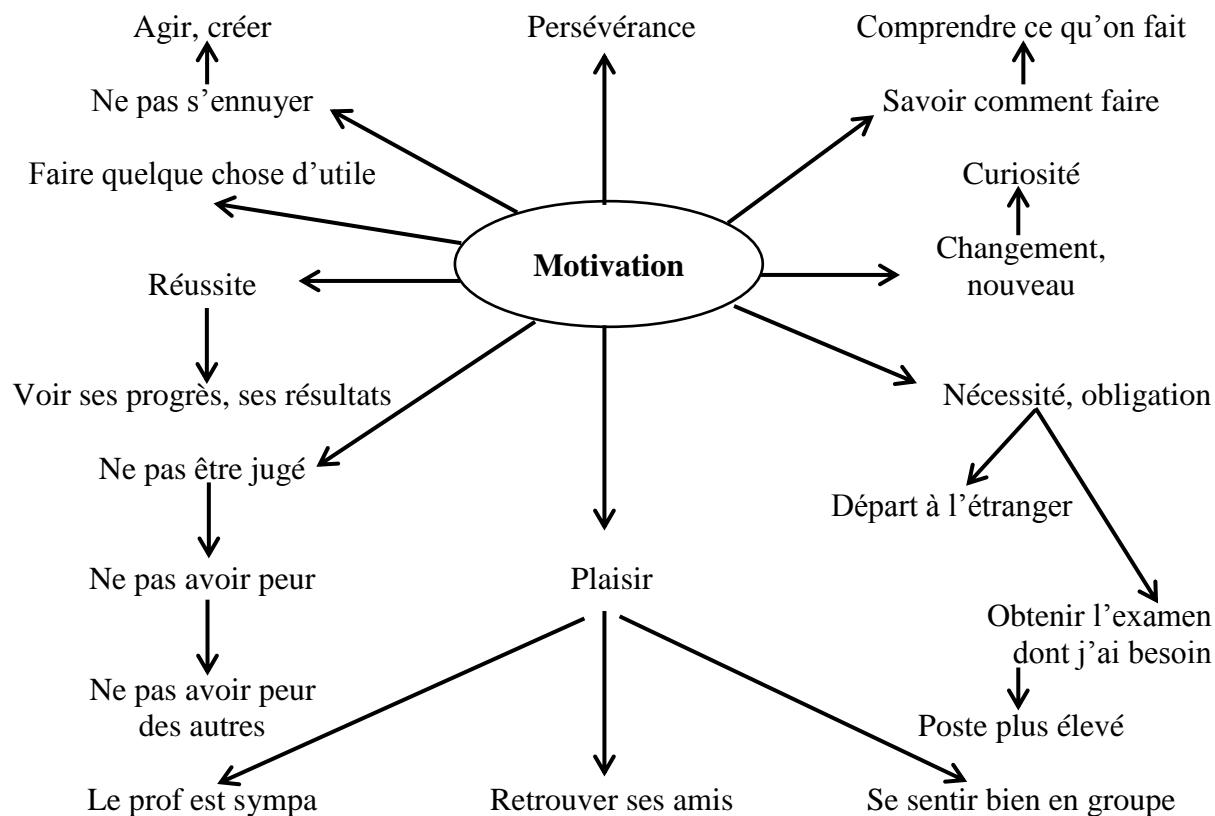 Agir, créer
Persévérance
Comprendre ce qu'on fait
Ne pas s'ennuyer
Savoir comment faire
Faire quelque chose d'utile
Curiosité
Motivation
Changement,
nouveau
Réussite
Voir ses progrès, ses résultats
Nécessité, obligation
Ne pas être jugé
Départ à l'étranger
Ne pas avoir peur
Plaisir
Obtenir l'examen
dont j'ai besoin
Ne pas avoir peur
des autres
Poste plus élevé
Le prof est sympa
Retrouver ses amis
Se sentir bien en groupe